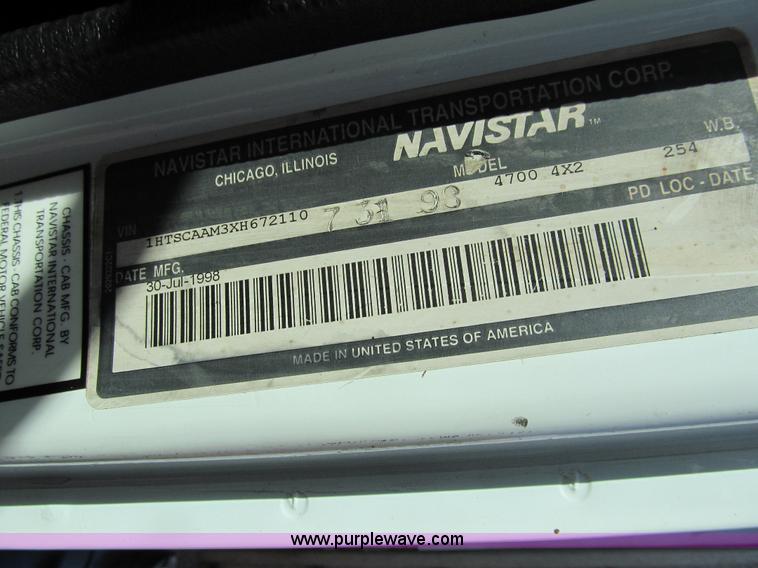 NAVISTAR INTERNATIONAL TRANSPORTATION CORP.
CHICAGO, ILLINOIS
NAVISTAR™
VIN
MODEL
W.B.
1HTSCAAM3XH672110
7 31 98
4700 4X2
254
PD LOC - DATE
DATE MFG.
30-Jul-1998
MADE IN UNITED STATES OF AMERICA
CHASSIS - CAB MFG. BY
NAVISTAR INTERNATIONAL
TRANSPORTATION CORP.
1. THIS CHASSIS - CAB CONFORMS TO
FEDERAL MOTOR VEHICLE
www.purplewave.com